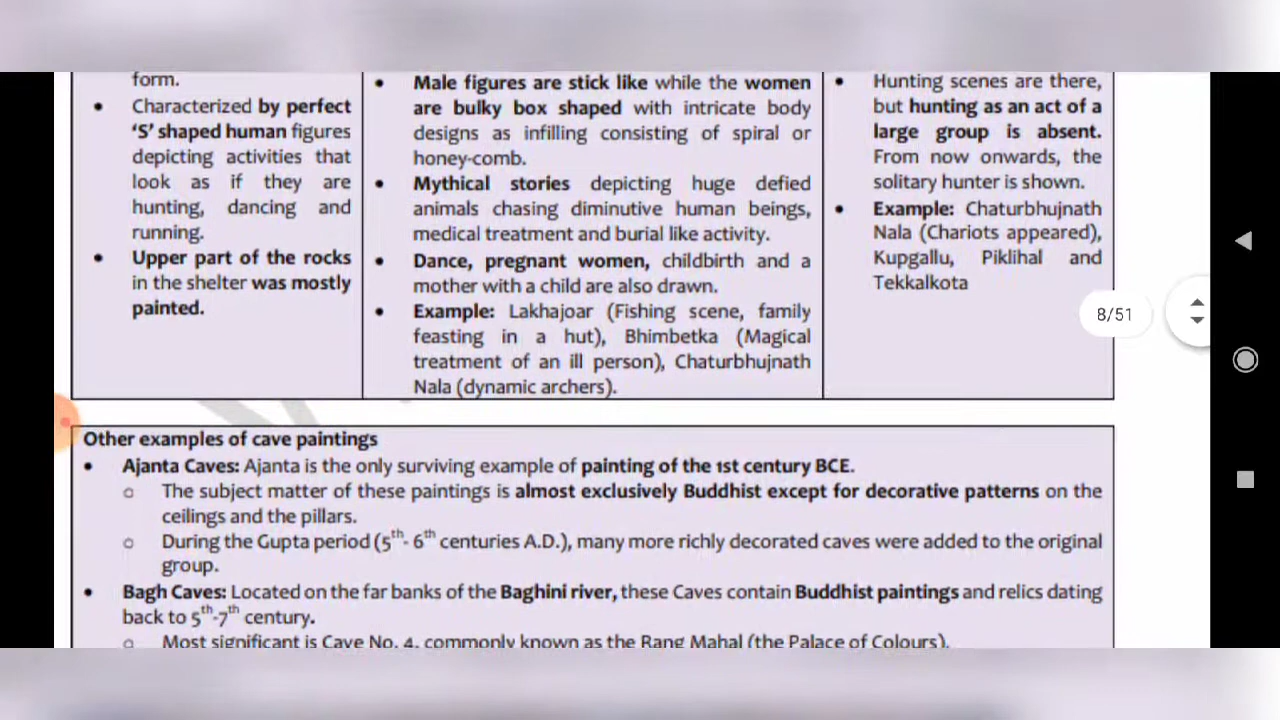 form.
• Characterized by perfect
'S' shaped human figures
depicting activities that
look as if they are
hunting, dancing and
running.
• Upper part of the rocks
in the shelter was mostly
painted.
• Male figures are stick like while the women
are bulky box shaped with intricate body
designs as infilling consisting of spiral or
honey-comb.
• Mythical stories depicting huge defied
animals chasing diminutive human beings,
medical treatment and burial like activity.
• Dance, pregnant women, childbirth and a
mother with a child are also drawn.
• Example: Lakhajoar (Fishing scene, family
feasting in a hut), Bhimbetka (Magical
treatment of an ill person), Chaturbhujnath
Nala (dynamic archers).
• Hunting scenes are there,
but hunting as an act of a
large group is absent.
From now onwards, the
solitary hunter is shown.
• Example: Chaturbhujnath
Nala (Chariots appeared),
Kupgallu, Piklihal and
Tekkalkota
8/51
Other examples of cave paintings
• Ajanta Caves: Ajanta is the only surviving example of painting of the 1st century BCE.
o The subject matter of these paintings is almost exclusively Buddhist except for decorative patterns on the
ceilings and the pillars.
o During the Gupta period (5th- 6th centuries A.D.), many more richly decorated caves were added to the original
group.
• Bagh Caves: Located on the far banks of the Baghini river, these Caves contain Buddhist paintings and relics dating
back to 5th-7th century.
o Most significant is Cave No. 4, commonly known as the Rang Mahal (the Palace of Colours).